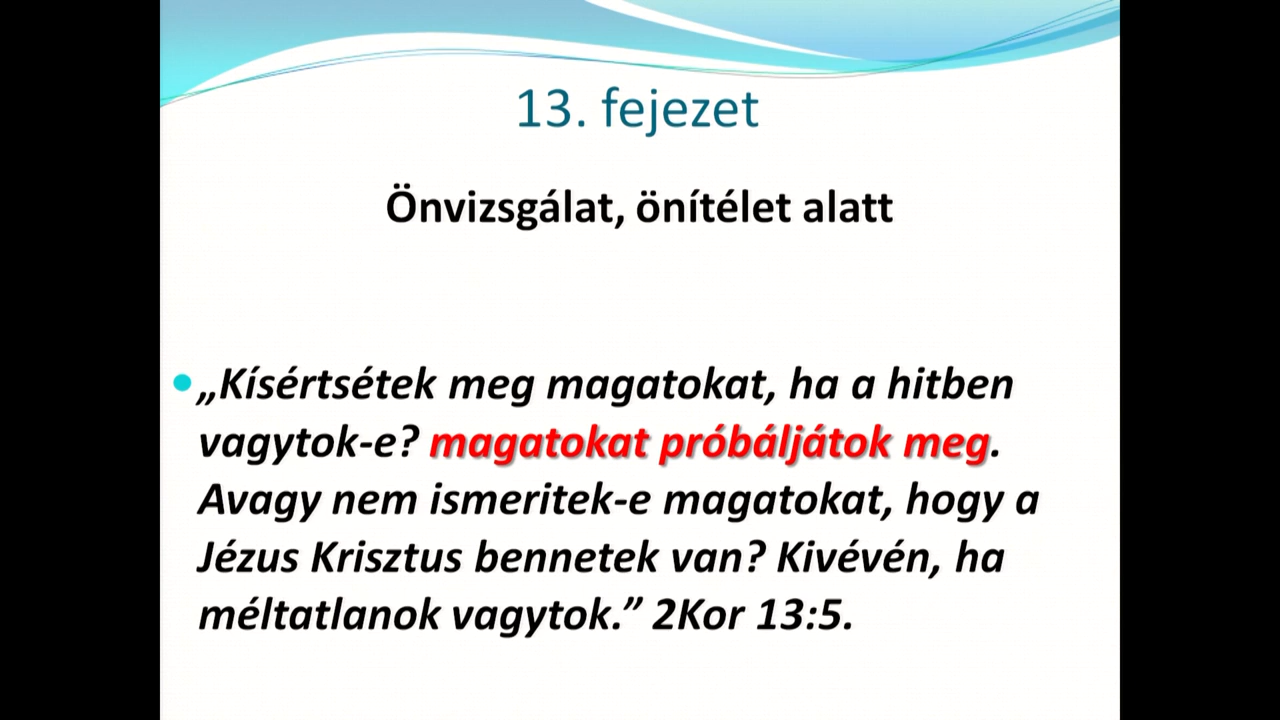 13. fejezet
Önvizsgálat, önítélet alatt
„Kísértsétek meg magatokat, ha a hitben
vagytok-e? magatokat próbáljátok meg.
Avagy nem ismeritek-e magatokat, hogy a
Jézus Krisztus bennetek van? Kivévén, ha
méltatlanok vagytok.” 2Kor 13:5.